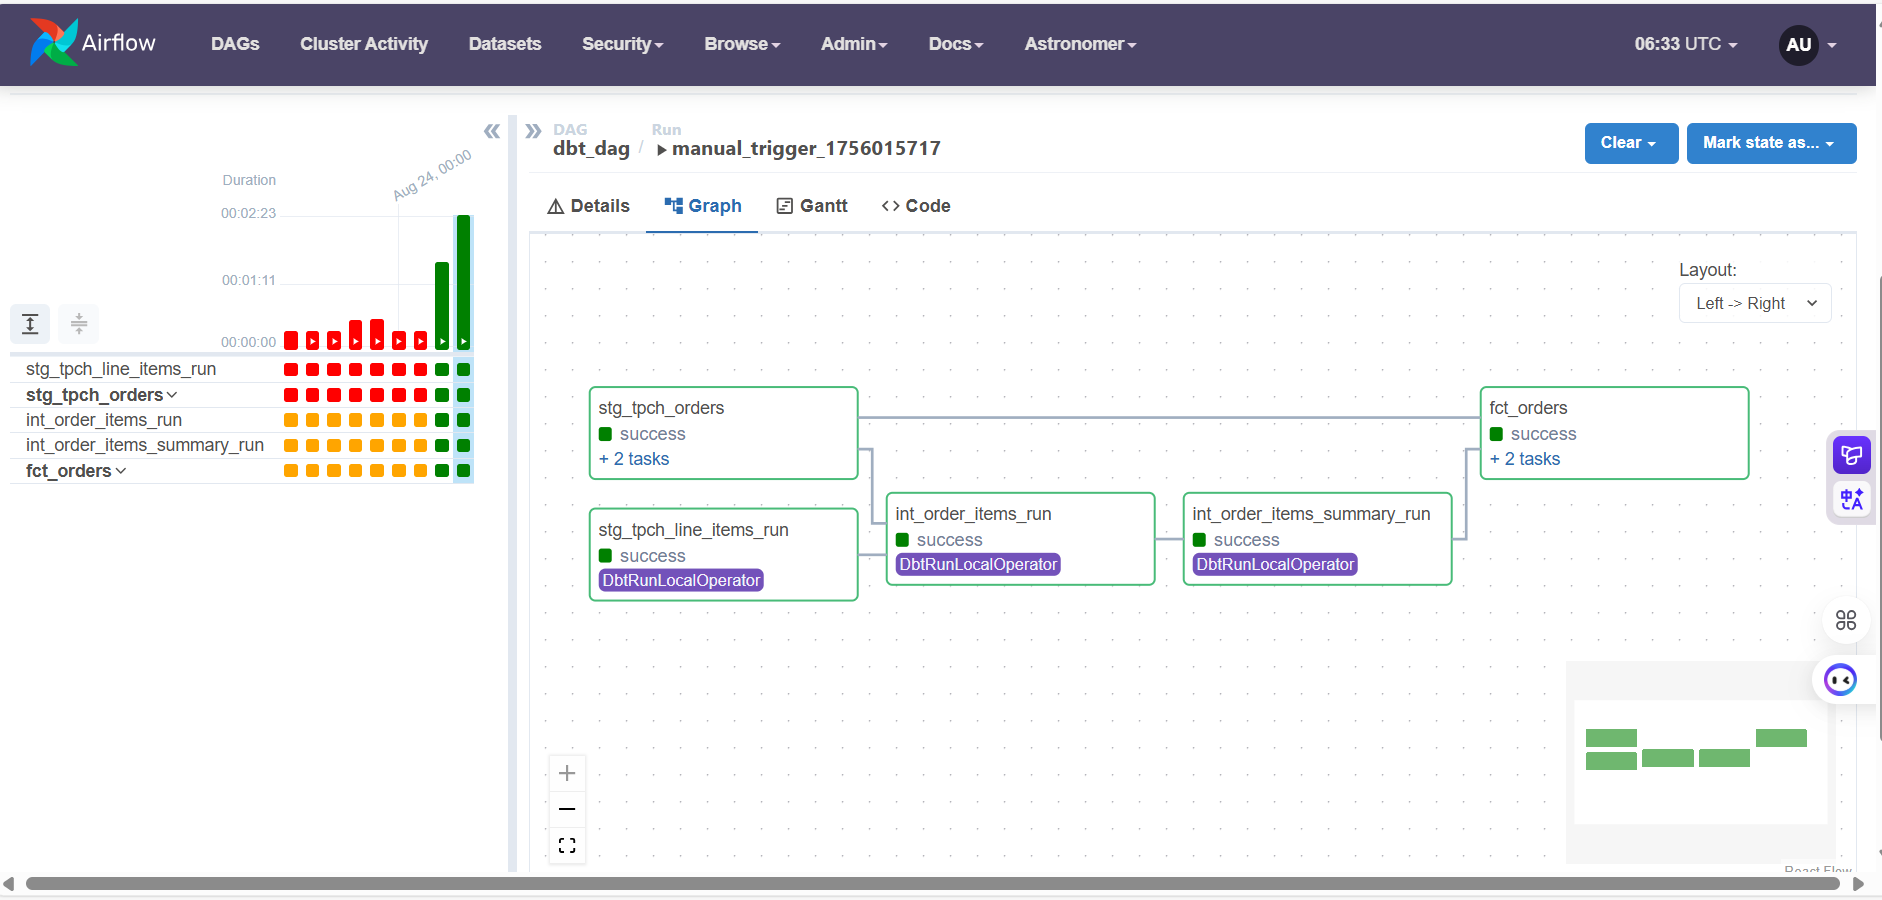 Airflow DAGs Cluster Activity Datasets Security Browse Admin Docs Astronomer 06:33 UTC AU
DAG Run
dbt_dag / manual_trigger_1756015717
Clear Mark state as...
Details Graph Gantt Code
Aug 24, 00:00
Duration
00:02:23
00:01:11
00:00:00
stg_tpch_line_items_run
stg_tpch_orders
int_order_items_run
int_order_items_summary_run
fct_orders
Layout:
Left -> Right
stg_tpch_orders
success
+ 2 tasks
stg_tpch_line_items_run
success
DbtRunLocalOperator
int_order_items_run
success
DbtRunLocalOperator
int_order_items_summary_run
success
DbtRunLocalOperator
fct_orders
success
+ 2 tasks
中A
React Flow